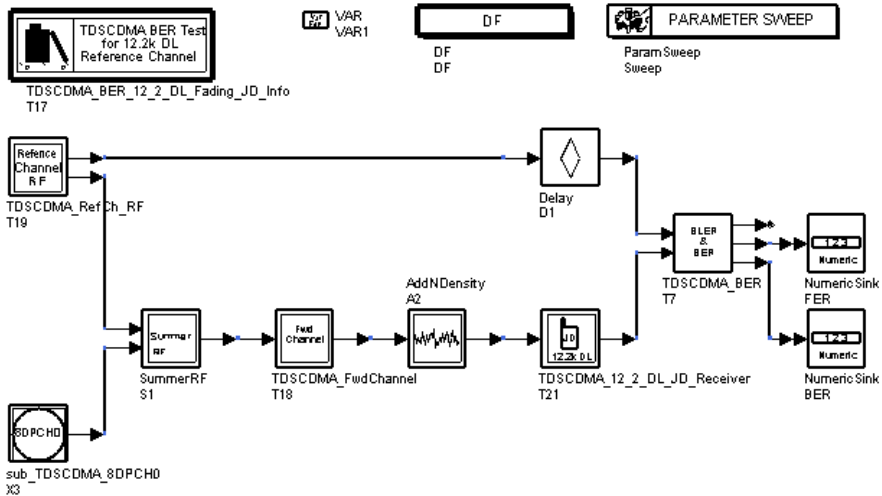 TDSCDMA BER Test
for 12.2k DL
Reference Channel
TDSCDMA_BER_12_2_DL_Fading_JD_Info
T17
Var
Eqn
VAR
VAR1
DF
DF
DF
PARAMETER SWEEP
ParamSweep
Sweep
Refence
Channel
RF
TDSCDMA_RefCh_RF
T19
Delay
D1
BLER
&
BER
TDSCDMA_BER
T7
123
Numeric
NumericSink
FER
Summer
RF
SummerRF
S1
Fwd
Channel
TDSCDMA_FwdChannel
T18
AddNDensity
A2
JD
12.2k DL
TDSCDMA_12_2_DL_JD_Receiver
T21
123
Numeric
NumericSink
BER
8DPCH0
sub_TDSCDMA_8DPCH0
X3